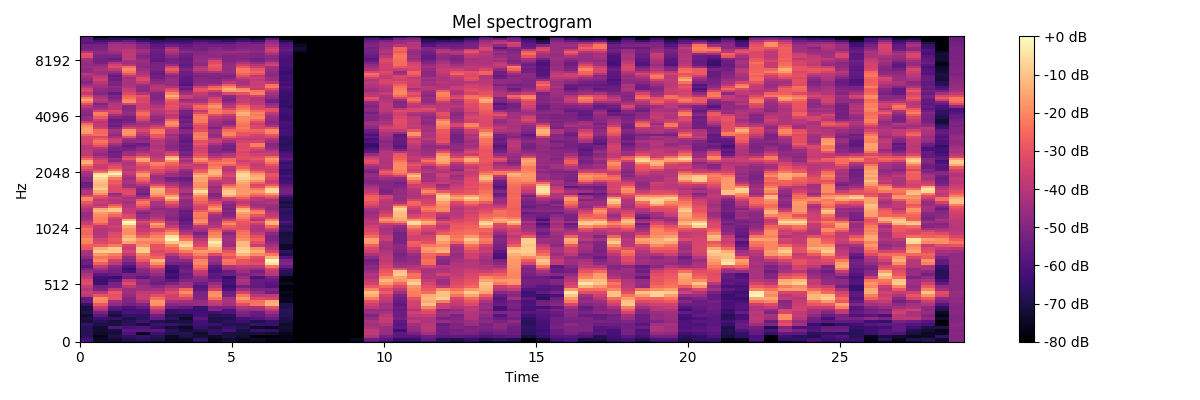 Mel spectrogram
8192
4096
2048
1024
512
0
Hz
0 5 10 15 20 25
Time
+0 dB
-10 dB
-20 dB
-30 dB
-40 dB
-50 dB
-60 dB
-70 dB
-80 dB